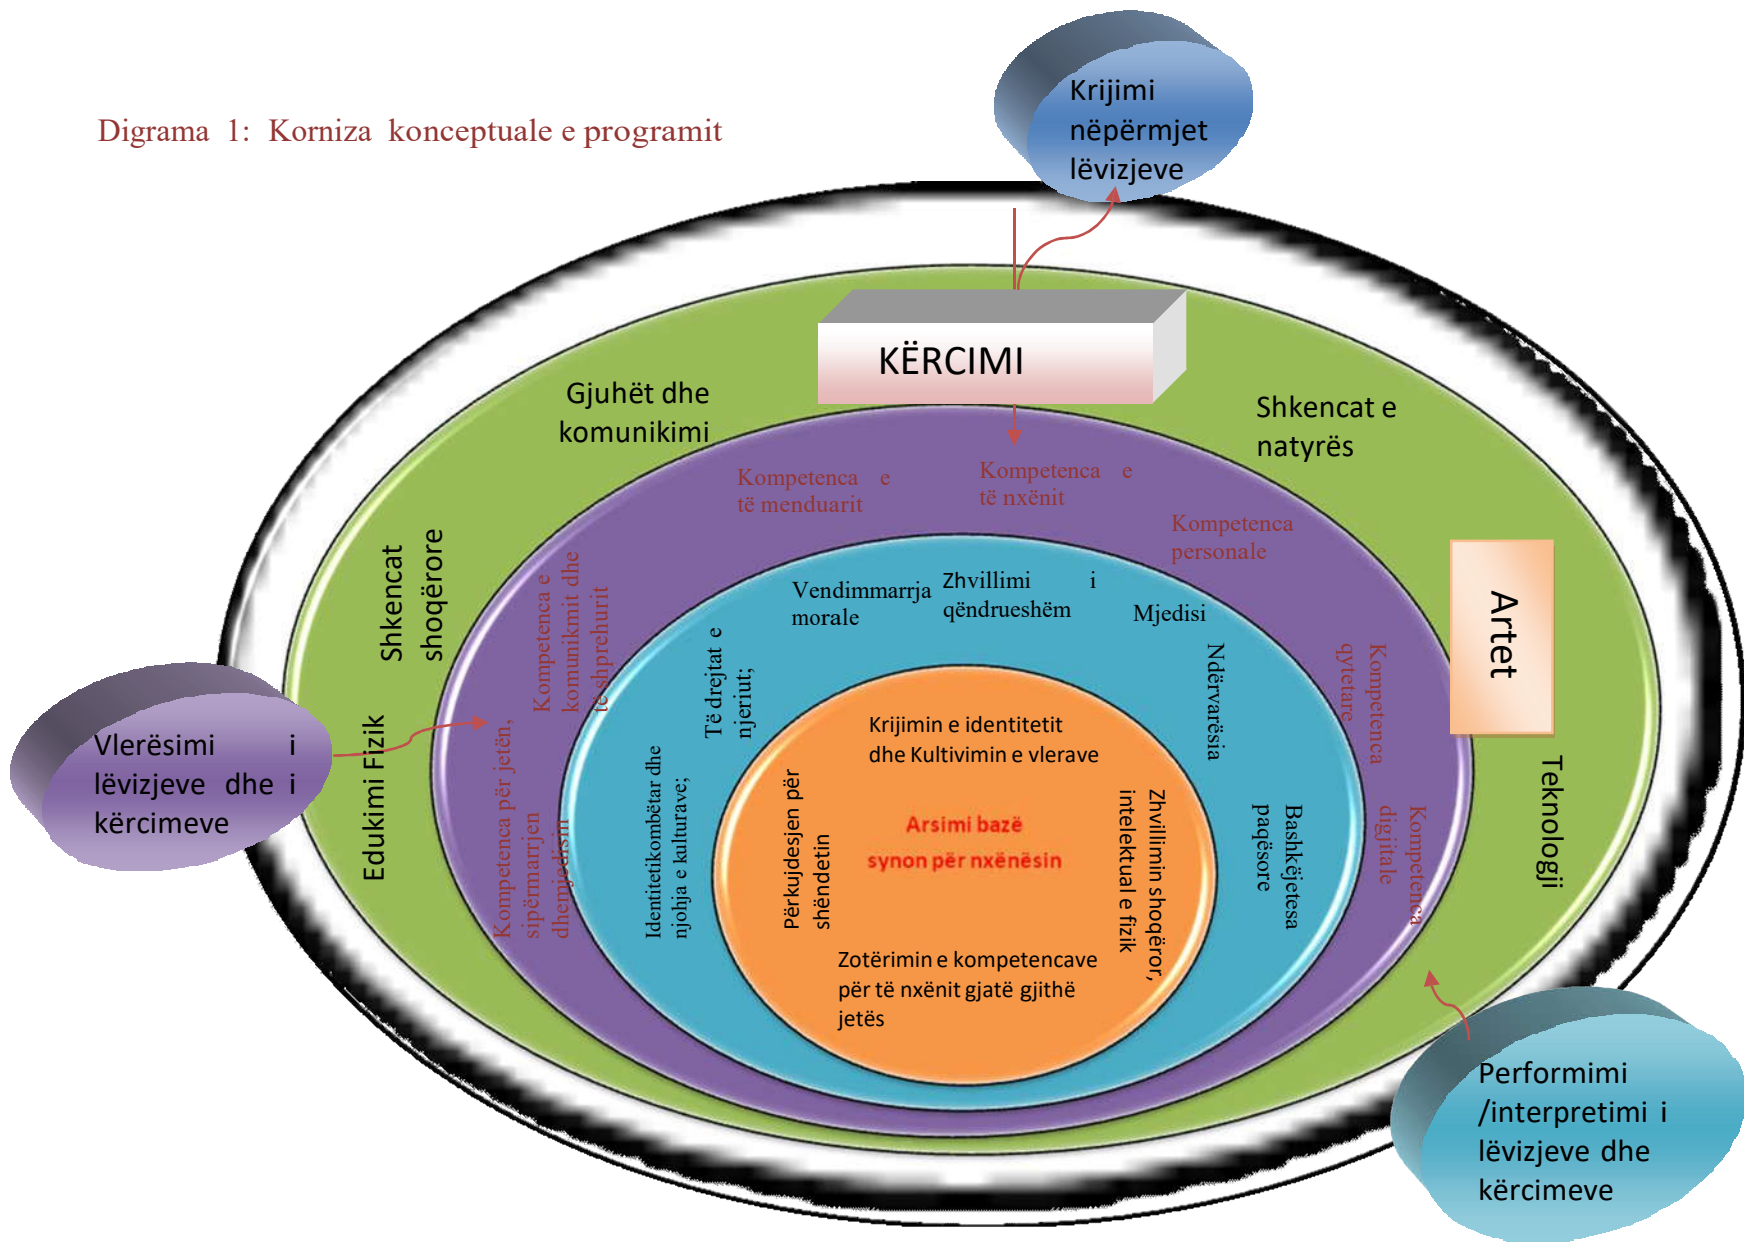 Digrama 1: Korniza konceptuale e programit
Krijimi
nëpërmjet
lëvizjeve
KËRCIMI
Gjuhët dhe
komunikimi
Shkencat e
natyrës
Shkencat
shoqërore
Edukimi Fizik
Artet
Teknologji
Kompetenca e
të menduarit
Kompetenca e
të nxënit
Kompetenca
personale
Kompetenca e
komunikmit dhe
të shprehurit
Kompetenca për jetën,
sipërmarrjen
dhemjedisin
Kompetenca
qytetare
Kompetenca
digjitale
Vendimmarrja
morale
Zhvillimi i
qëndrueshëm
Mjedisi
Të drejtat e
njeriut;
Ndërvarësia
Identitetikombëtar dhe
njohja e kulturave;
Bashkëjetesa
paqësore
Krijimin e identitetit
dhe Kultivimin e vlerave
Përkujdesjen për
shëndetin
Arsimi bazë
synon për nxënësin
Zhvillimin shoqëror,
intelektual e fizik
Zotërimin e kompetencave
për të nxënit gjatë gjithë
jetës
Vlerësimi i
lëvizjeve dhe i
kërcimeve
Performimi
/interpretimi i
lëvizjeve dhe
kërcimeve